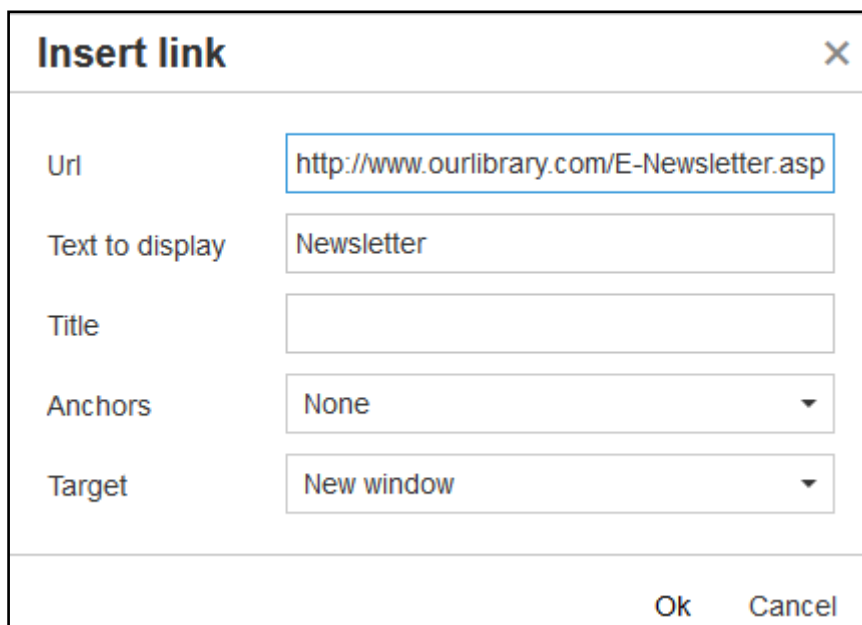 Insert link ×
Url http://www.ourlibrary.com/E-Newsletter.asp
Text to display Newsletter
Title
Anchors None
Target New window
Ok Cancel